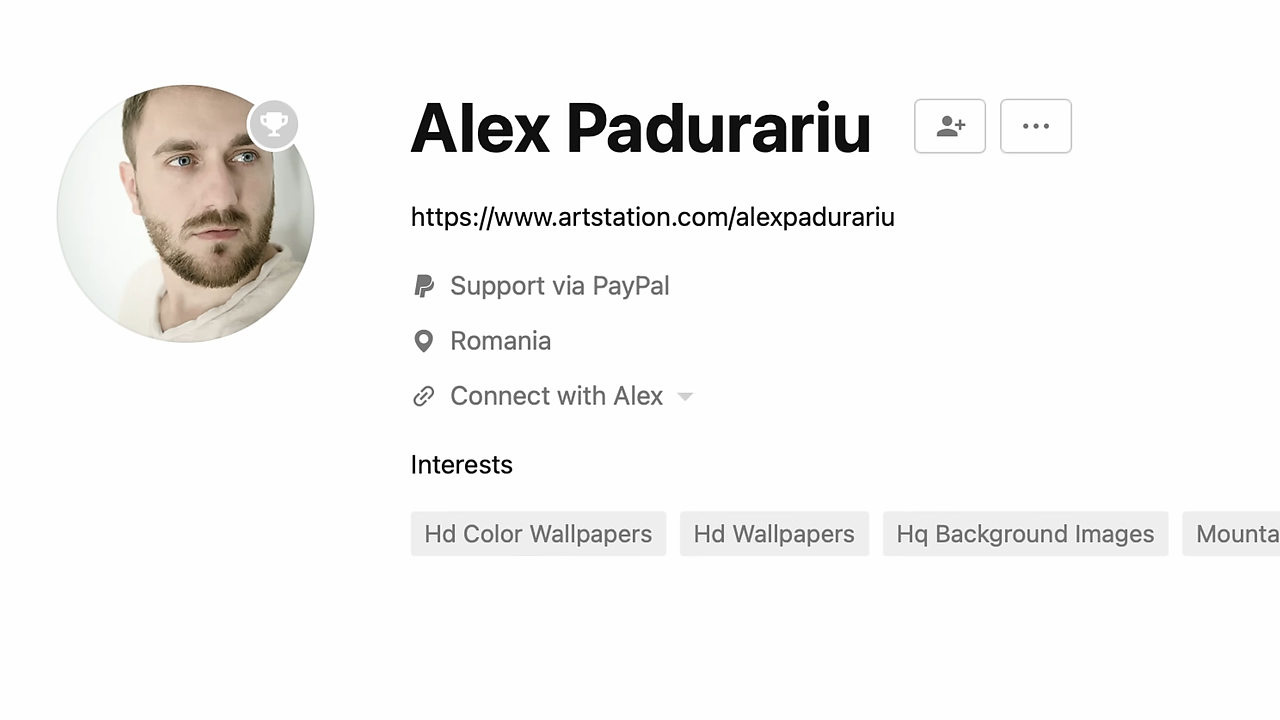 Alex Padurariu
https://www.artstation.com/alexpadurariu
Support via PayPal
Romania
Connect with Alex
Interests
Hd Color Wallpapers Hd Wallpapers Hq Background Images Mounta